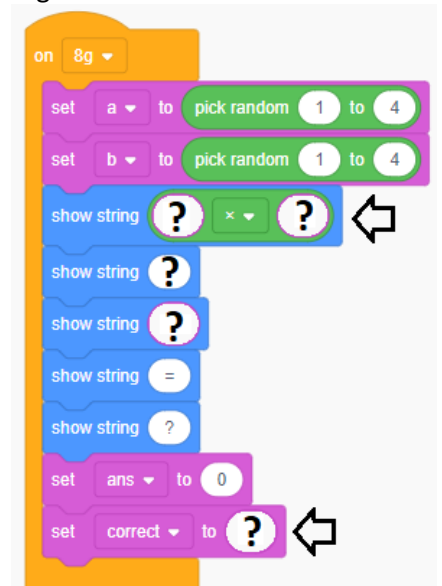 on 8g
set a to pick random 1 to 4
set b to pick random 1 to 4
show string ? × ?
show string ?
show string ?
show string =
show string ?
set ans to 0
set correct to ?